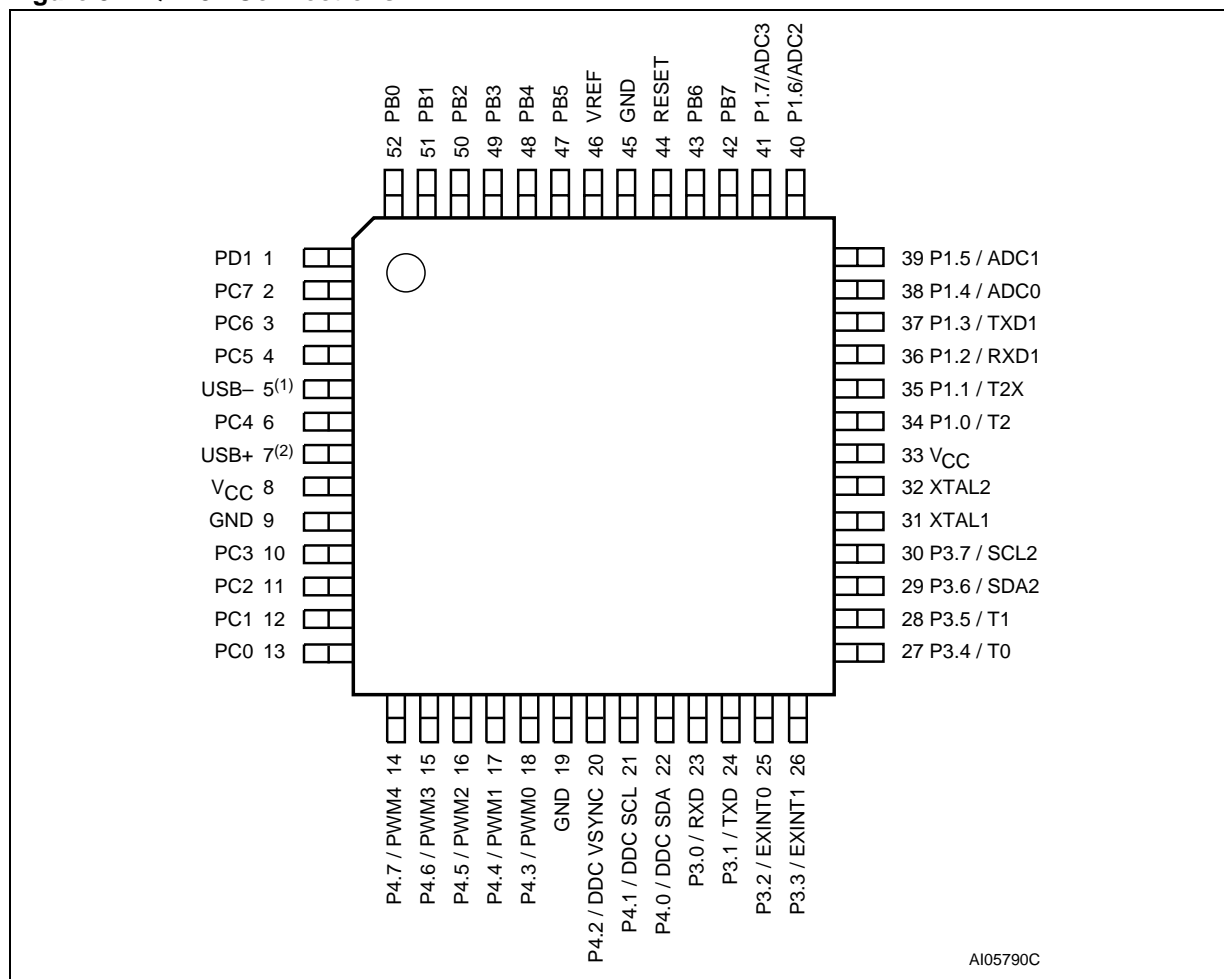 52 PB0
51 PB1
50 PB2
49 PB3
48 PB4
47 PB5
46 VREF
45 GND
44 RESET
43 PB6
42 PB7
41 P1.7/ADC3
40 P1.6/ADC2
PD1 1
PC7 2
PC6 3
PC5 4
USB– 5(1)
PC4 6
USB+ 7(2)
VCC 8
GND 9
PC3 10
PC2 11
PC1 12
PC0 13
39 P1.5 / ADC1
38 P1.4 / ADC0
37 P1.3 / TXD1
36 P1.2 / RXD1
35 P1.1 / T2X
34 P1.0 / T2
33 VCC
32 XTAL2
31 XTAL1
30 P3.7 / SCL2
29 P3.6 / SDA2
28 P3.5 / T1
27 P3.4 / T0
P4.7 / PWM4 14
P4.6 / PWM3 15
P4.5 / PWM2 16
P4.4 / PWM1 17
P4.3 / PWM0 18
GND 19
P4.2 / DDC VSYNC 20
P4.1 / DDC SCL 21
P4.0 / DDC SDA 22
P3.0 / RXD 23
P3.1 / TXD 24
P3.2 / EXINT0 25
P3.3 / EXINT1 26
AI05790C